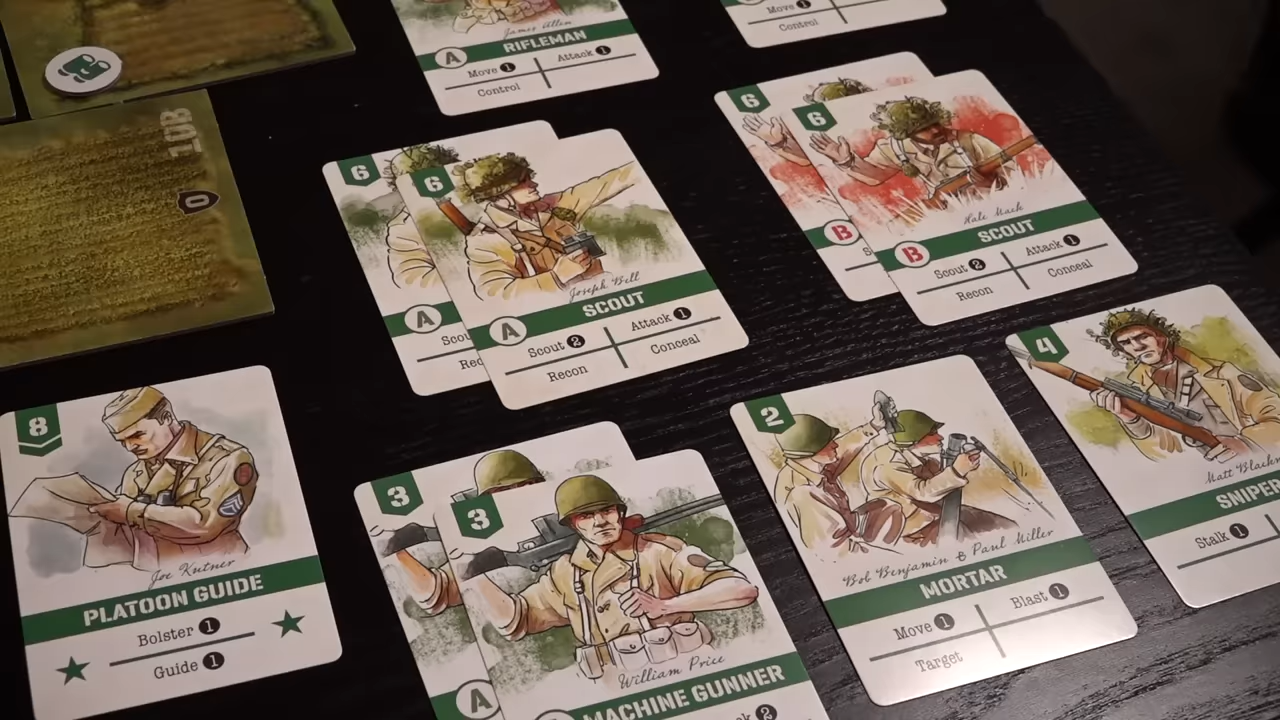 James Allen
RIFLEMAN
A
Move 1
Attack 1
Control
Move 1
Control
108
0
6
6
Joseph Bell
A
A
SCOUT
Scout 2
Attack 1
Recon
Conceal
6
6
Hale Mack
B
B
SCOUT
Scout 2
Attack 1
Recon
Conceal
8
Joe Kutner
PLATOON GUIDE
Bolster 1
Guide 1
3
3
William Price
A
MACHINE GUNNER
2
2
Bob Benjamin & Paul Miller
MORTAR
Move 1
Blast 1
Target
4
Matt
SNIPER
Stalk 1